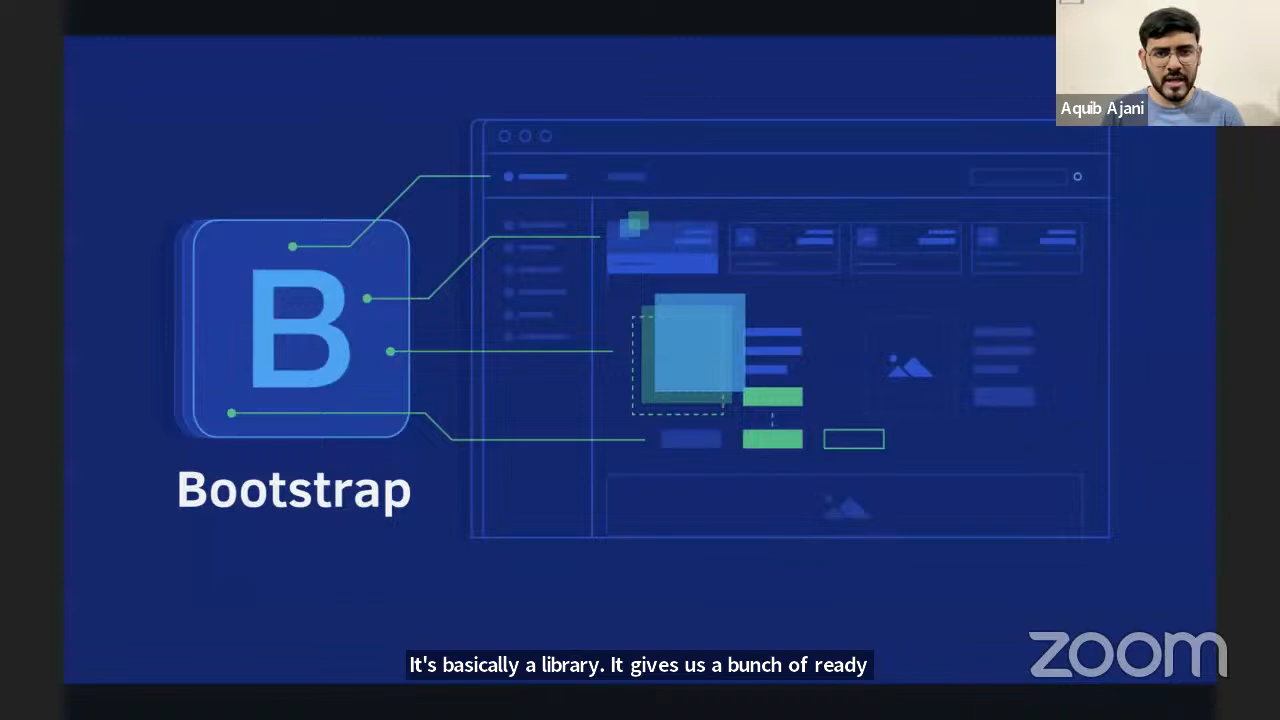 Aquib Ajani
B
Bootstrap
It's basically a library. It gives us a bunch of ready
zoom